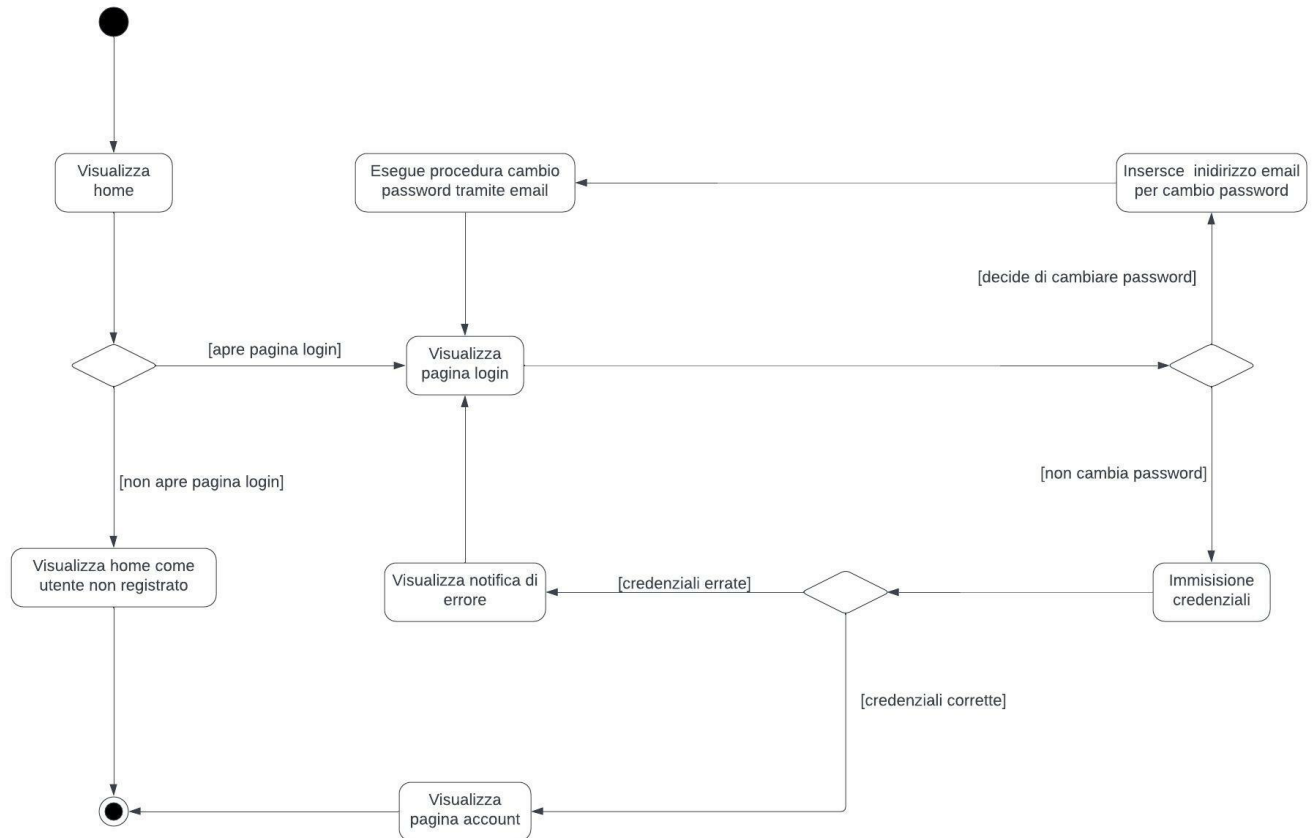 Visualizza
home
Esegue procedura cambio
password tramite email
Insersce inidirizzo email
per cambio password
[decide di cambiare password]
[apre pagina login]
Visualizza
pagina login
[non apre pagina login]
[non cambia password]
Visualizza home come
utente non registrato
Visualizza notifica di
errore
[credenziali errate]
Immisisione
credenziali
[credenziali corrette]
Visualizza
pagina account